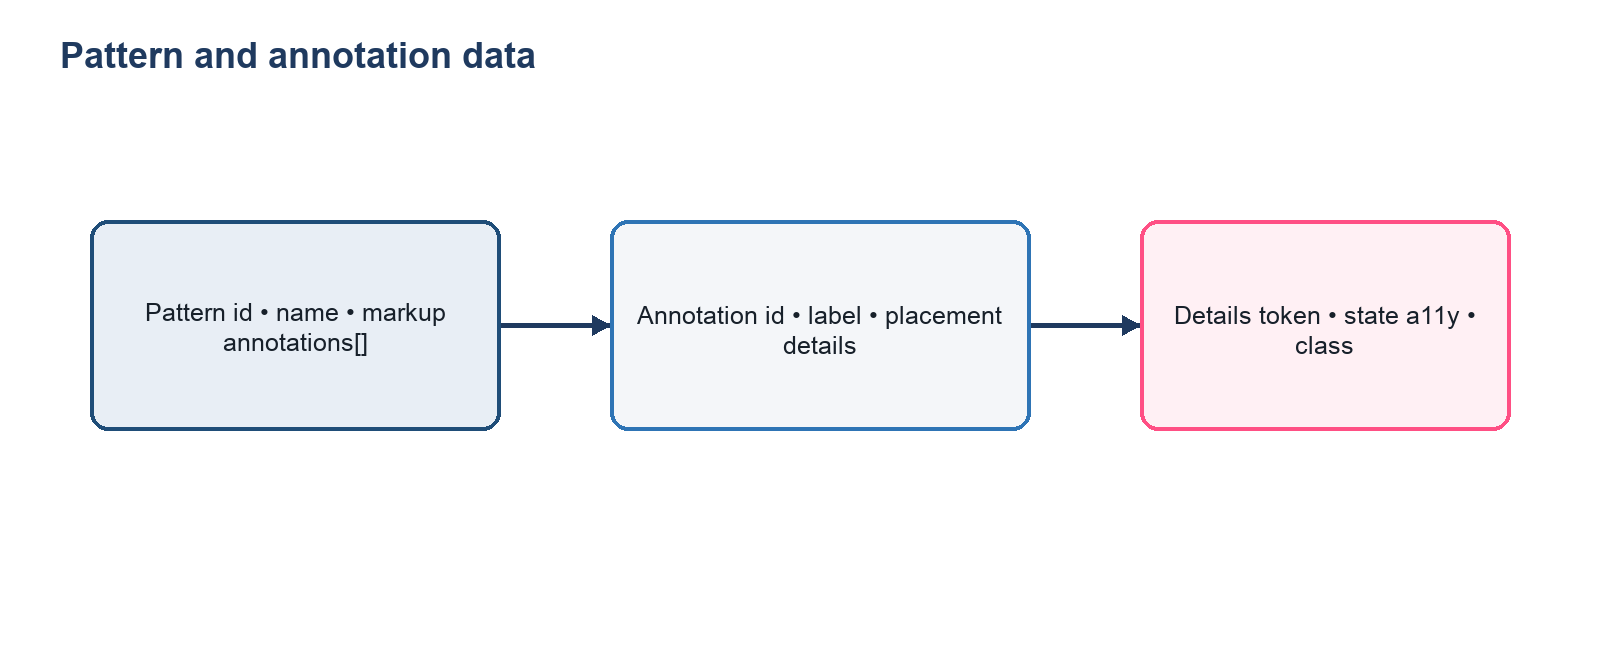 Pattern and annotation data
Pattern id • name • markup
annotations[]
Annotation id • label • placement
details
Details token • state a11y •
class